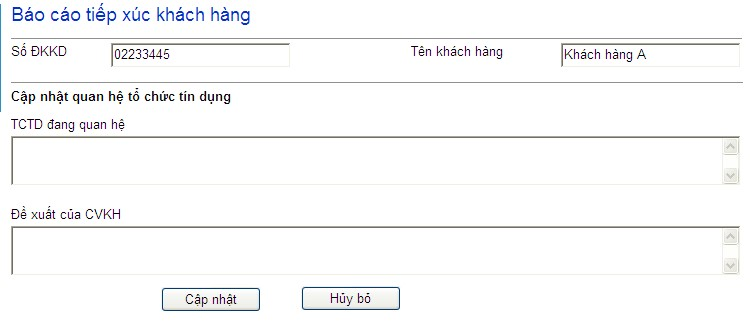 Báo cáo tiếp xúc khách hàng
Số ĐKKD 02233445 Tên khách hàng Khách hàng A
Cập nhật quan hệ tổ chức tín dụng
TCTD đang quan hệ
Đề xuất của CVKH
Cập nhật Hủy bỏ